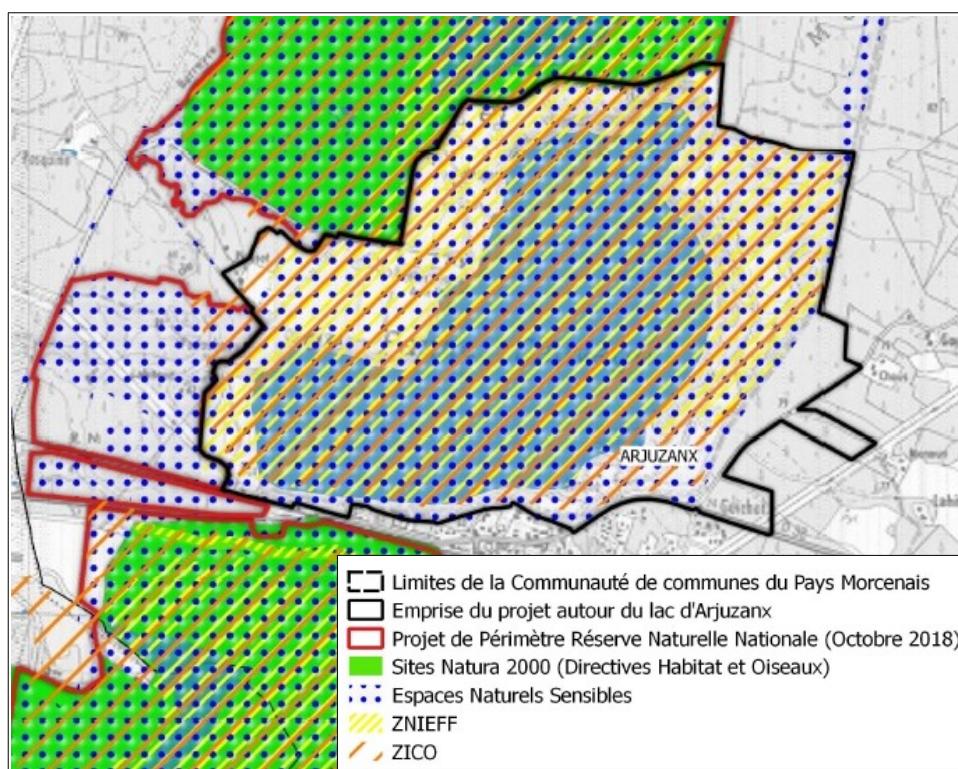 ARJUZANX
Limites de la Communauté de communes du Pays Morcenais
Emprise du projet autour du lac d'Arjuzanx
Projet de Périmètre Réserve Naturelle Nationale (Octobre 2018)
Sites Natura 2000 (Directives Habitat et Oiseaux)
Espaces Naturels Sensibles
ZNIEFF
ZICO